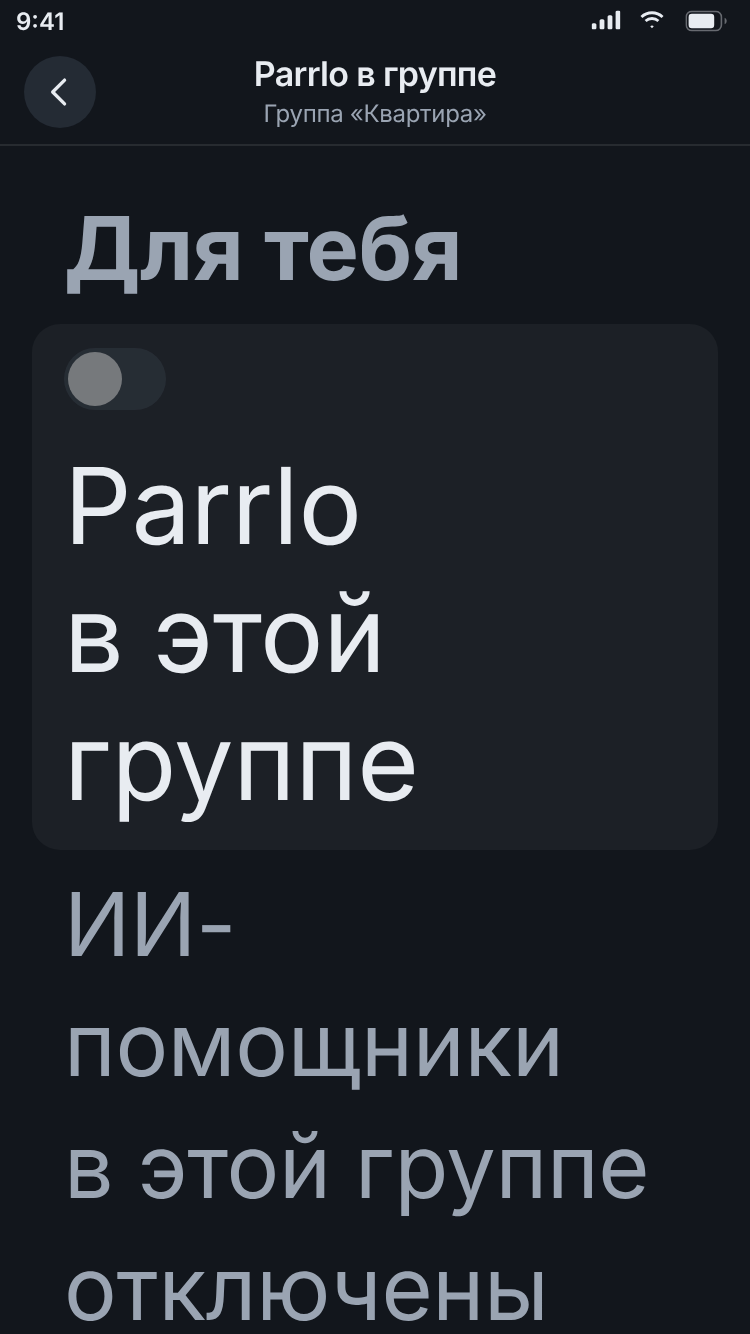 9:41
Parrlo в группе
Группа «Квартира»
Для тебя
Parrlo
в этой
группе
ИИ-
помощники
в этой группе
отключены